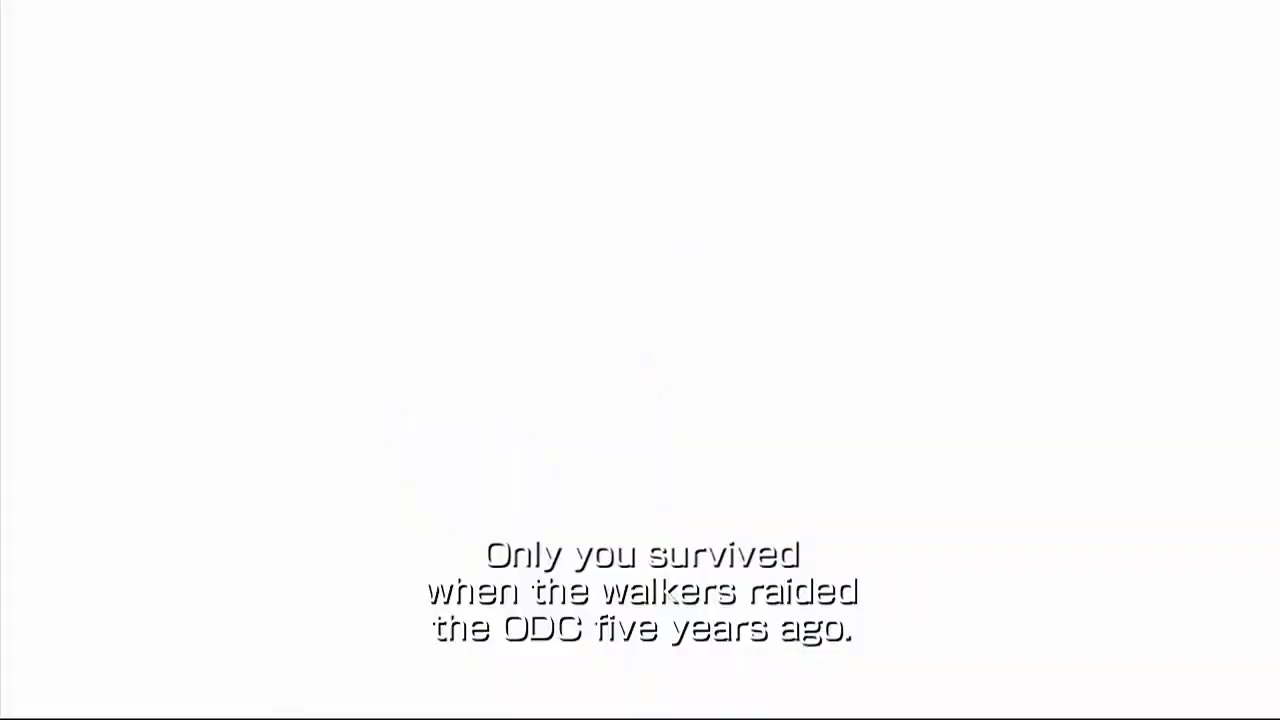 Only you survived
when the walkers raided
the ODC five years ago.